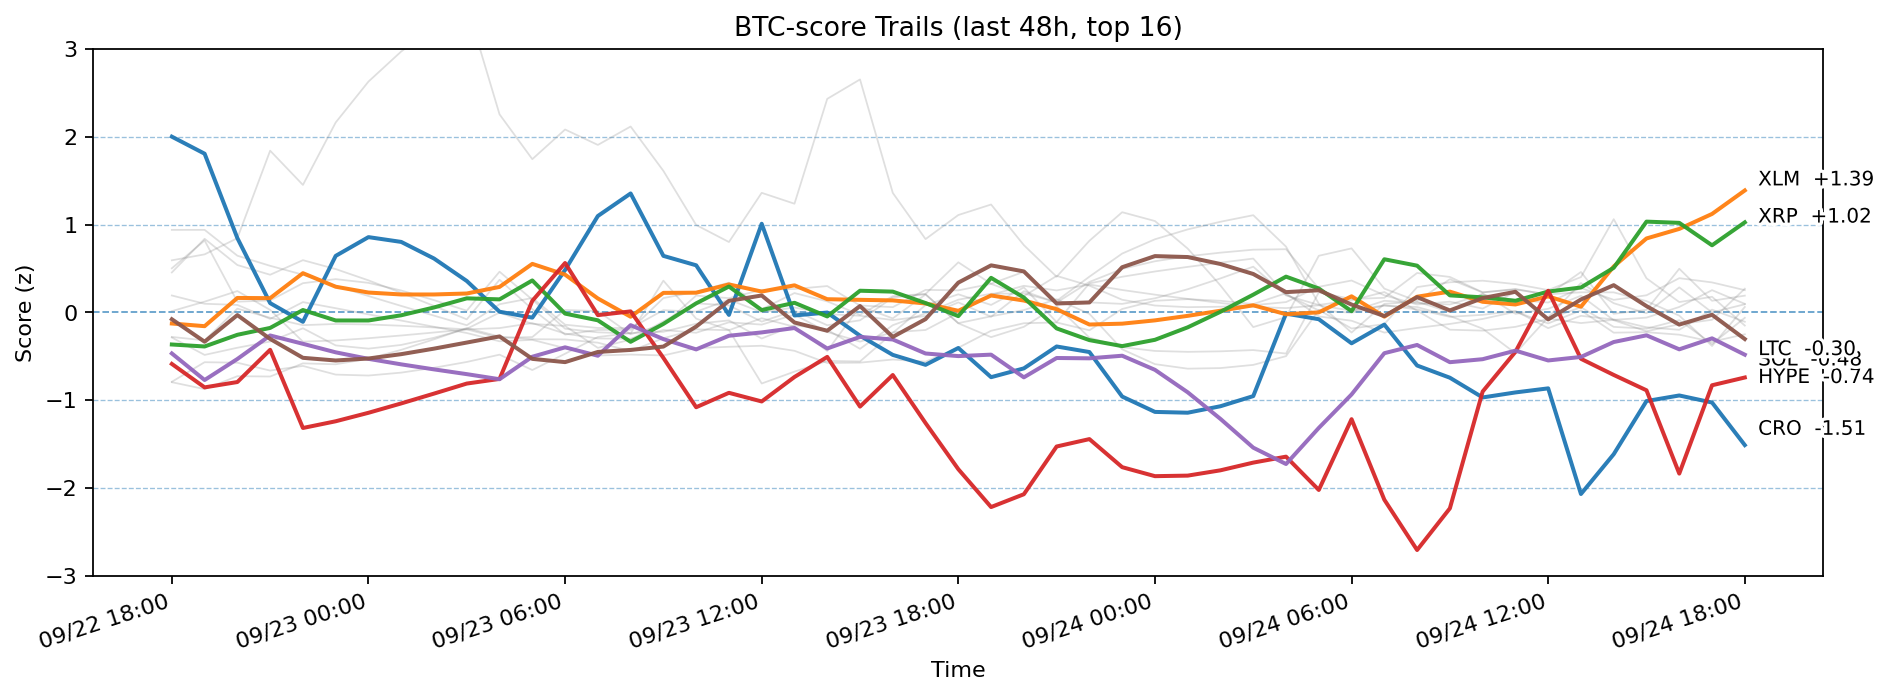 BTC-score Trails (last 48h, top 16)
Score (z)
3
2
1
0
−1
−2
−3
XLM +1.39
XRP +1.02
LTC -0.30
SOL -0.48
HYPE -0.74
CRO -1.51
09/22 18:00
09/23 00:00
09/23 06:00
09/23 12:00
09/23 18:00
09/24 00:00
09/24 06:00
09/24 12:00
09/24 18:00
Time